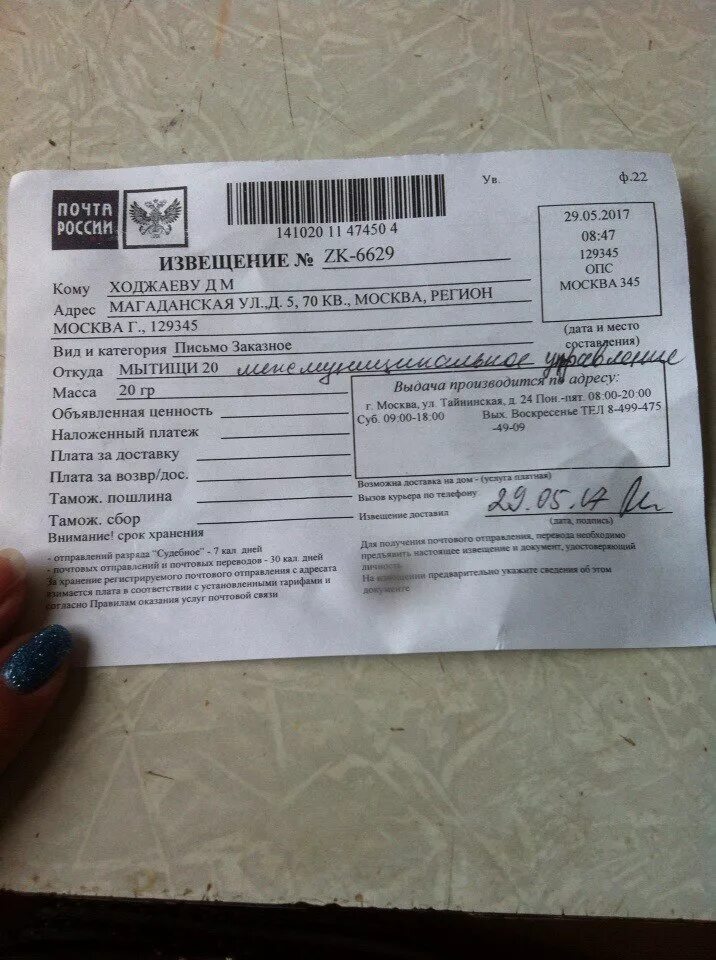 ПОЧТА
РОССИИ
141020 11 47450 4
Ув.
ф.22
ИЗВЕЩЕНИЕ № ZK-6629
29.05.2017
08:47
129345
ОПС
МОСКВА 345
(дата и место
составления)
Кому ХОДЖАЕВУ Д М
Адрес МАГАДАНСКАЯ УЛ.,Д. 5, 70 КВ., МОСКВА, РЕГИОН
МОСКВА Г., 129345
Вид и категория Письмо Заказное
Откуда МЫТИЩИ 20 межмуниципальное управление
Масса 20 гр
Объявленная ценность
Наложенный платеж
Плата за доставку
Плата за возвр/дос.
Тамож. пошлина
Тамож. сбор
Выдача производится по адресу:
г. Москва, ул. Тайнинская, д. 24 Пон.-пят. 08:00-20:00
Суб. 09:00-18:00 Вых. Воскресенье ТЕЛ 8-499-475
-49-09
Возможна доставка на дом - (услуга платная)
Вызов курьера по телефону
Извещение доставил 29.05.17
(дата, подпись)
Внимание! срок хранения
- отправлений разряда "Судебное" - 7 кал. дней
- почтовых отправлений и почтовых переводов - 30 кал. дней
За хранение регистрируемого почтового отправления с адресата
взимается плата в соответствии с установленными тарифами и
согласно Правилам оказания услуг почтовой связи
Для получения почтового отправления, перевода необходимо
предъявить настоящее извещение и документ, удостоверяющий
личность
На извещении предварительно укажите сведения об этом
документе